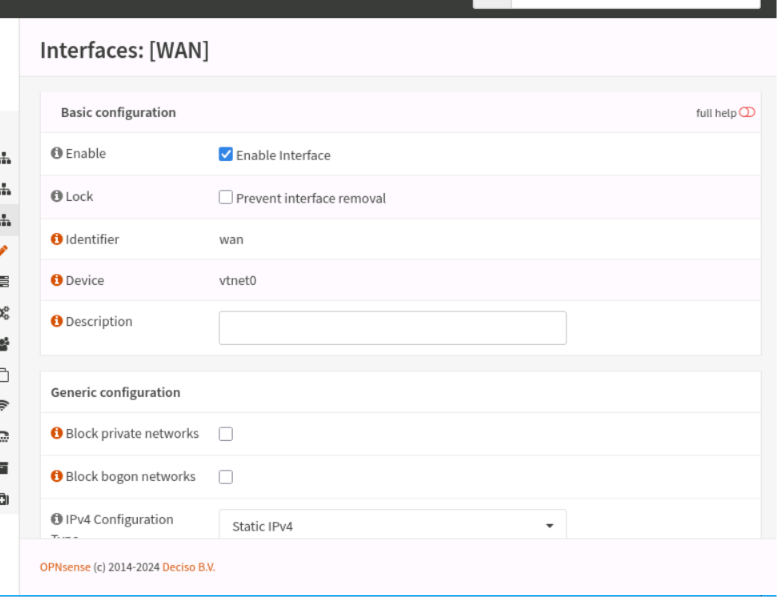 Interfaces: [WAN]
Basic configuration
full help
Enable
Enable Interface
Lock
Prevent interface removal
Identifier
wan
Device
vtnet0
Description
Generic configuration
Block private networks
Block bogon networks
IPv4 Configuration
Static IPv4
OPNsense (c) 2014-2024 Deciso B.V.